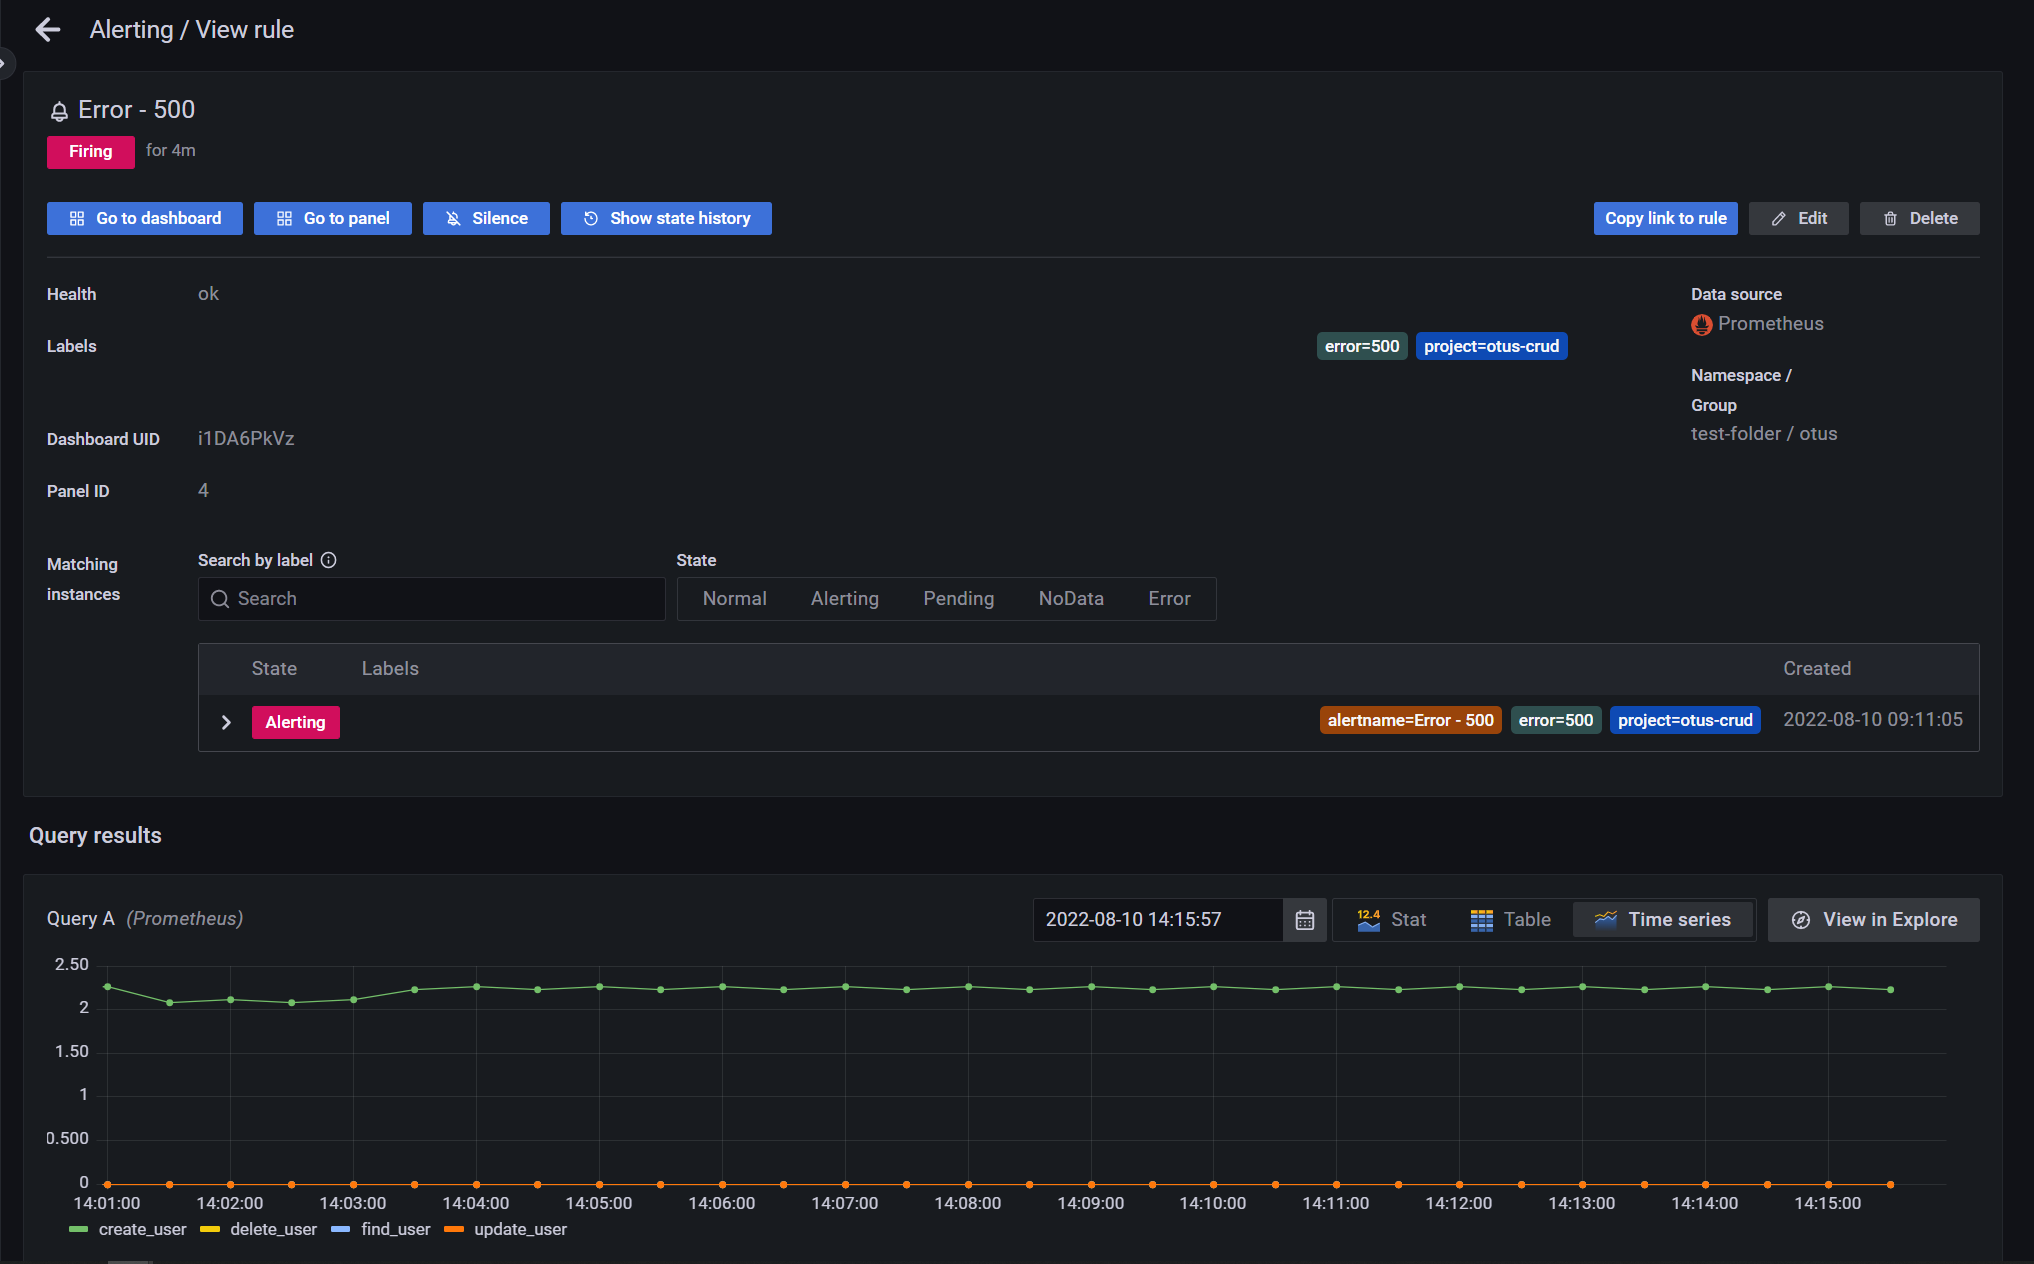 Alerting / View rule
Error - 500
Firing for 4m
Go to dashboard Go to panel Silence Show state history Copy link to rule Edit Delete
Health ok
Labels error=500 project=otus-crud
Dashboard UID i1DA6PkVz
Panel ID 4
Data source
Prometheus
Namespace /
Group
test-folder / otus
Matching
instances
Search by label
Search
State
Normal Alerting Pending NoData Error
State Labels Created
Alerting alertname=Error - 500 error=500 project=otus-crud 2022-08-10 09:11:05
Query results
Query A (Prometheus) 2022-08-10 14:15:57 12.4 Stat Table Time series View in Explore
2.50
2
1.50
1
0.500
0
14:01:00 14:02:00 14:03:00 14:04:00 14:05:00 14:06:00 14:07:00 14:08:00 14:09:00 14:10:00 14:11:00 14:12:00 14:13:00 14:14:00 14:15:00
create_user delete_user find_user update_user